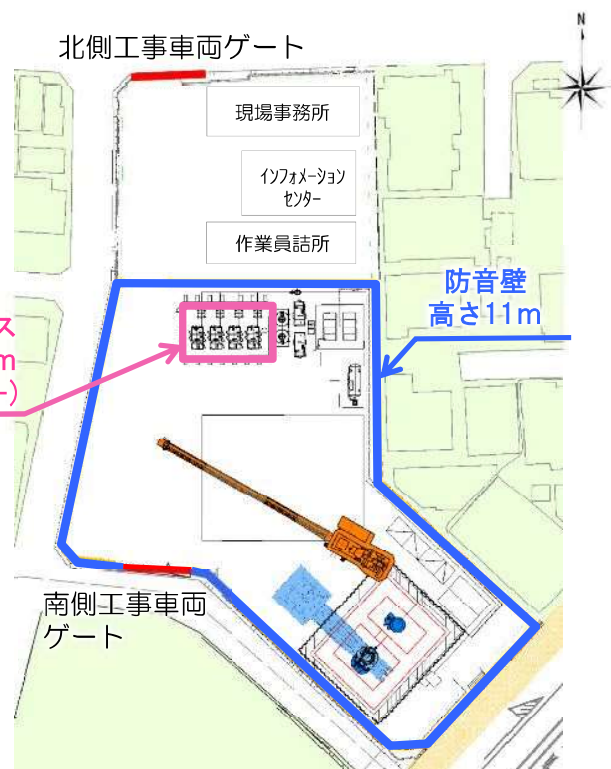 N
北側工事車両ゲート
現場事務所
インフォメーション
センター
作業員詰所
防音壁
高さ11m
ス
m
ー)
南側工事車両
ゲート